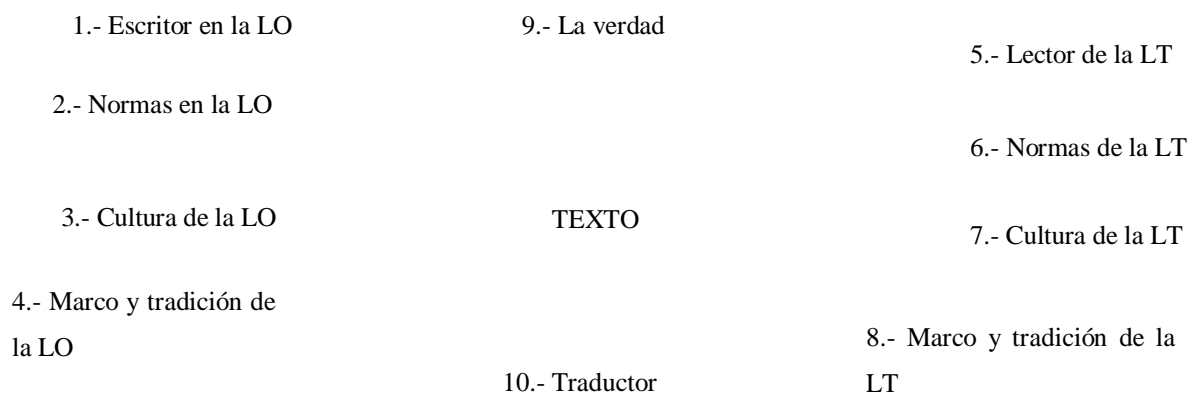 1.- Escritor en la LO
2.- Normas en la LO
3.- Cultura de la LO
4.- Marco y tradición de
la LO
9.- La verdad
TEXTO
10.- Traductor
5.- Lector de la LT
6.- Normas de la LT
7.- Cultura de la LT
8.- Marco y tradición de la
LT